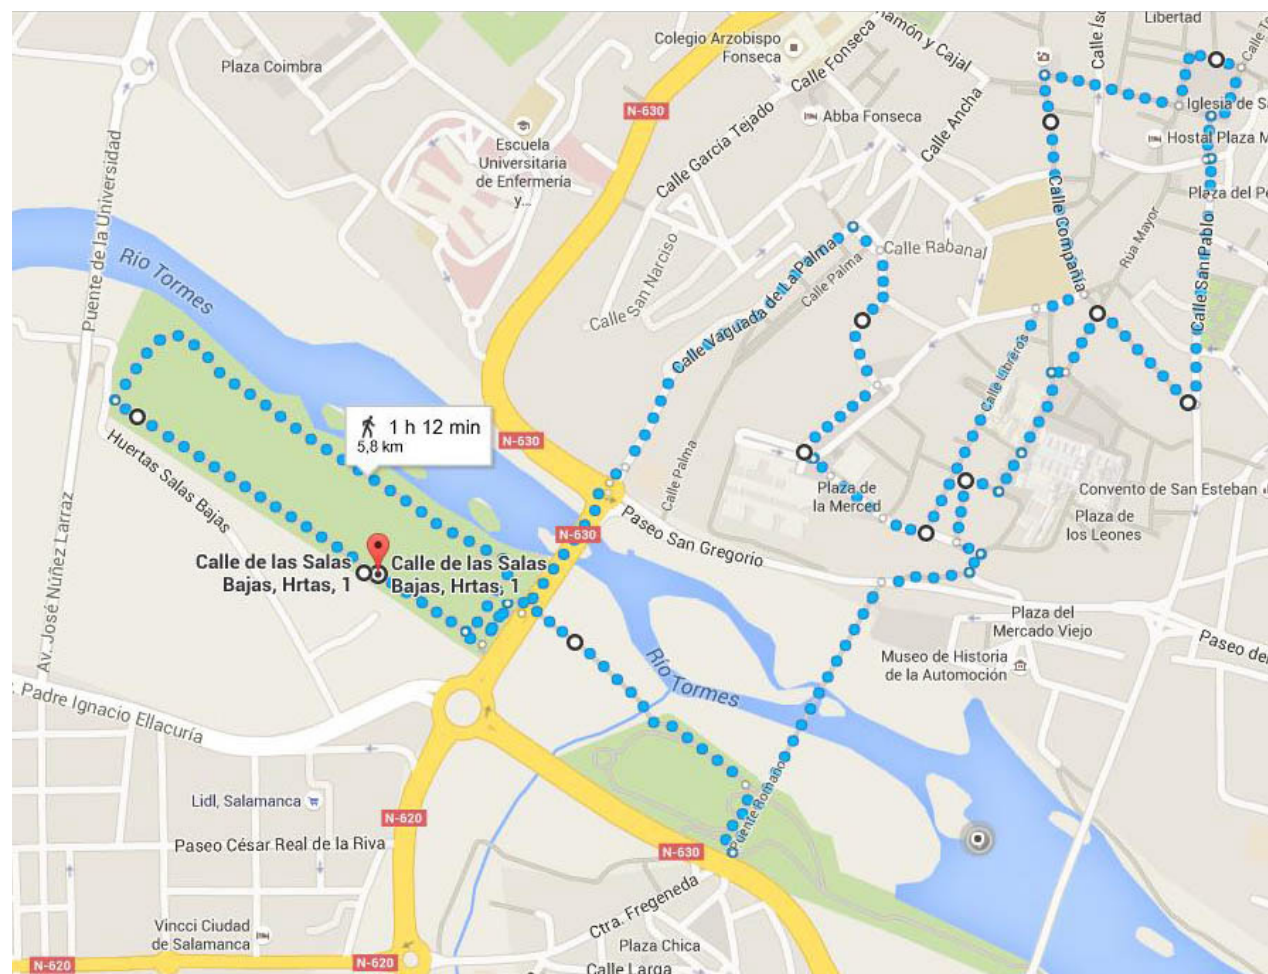 Libertad
Ramón y Cajal
Calle Fonseca
Colegio Arzobispo
Fonseca
Plaza Coimbra
N-630
Abba Fonseca
Calle Ancha
Calle García Tejado
Iglesia de Sa
Hostal Plaza M
Escuela
Universitaria
de Enfermería
y...
Puente de la Universidad
Calle Compañía
Plaza del Pe
Rúa Mayor
Calle San Pablo
Río Tormes
Calle San Narciso
Calle Rabanal
Calle Palma
Calle Vaguada de La Palma
Calle Libreros
1 h 12 min
5,8 km
N-630
Huertas Salas Bajas
Calle Palma
Plaza de
la Merced
Convento de San Esteban
Plaza de
los Leones
N-630
Paseo San Gregorio
Calle de las Salas
Bajas, Hrtas, 1
Calle de las Salas
Bajas, Hrtas, 1
Av. José Núñez Larraz
Plaza del
Mercado Viejo
Paseo de
Museo de Historia
de la Automoción
Río Tormes
Padre Ignacio Ellacuría
Lidl, Salamanca
N-620
Puente Romano
Paseo César Real de la Riva
N-630
Ctra. Fregeneda
Vincci Ciudad
de Salamanca
Plaza Chica
N-620
N-620
Calle Larga